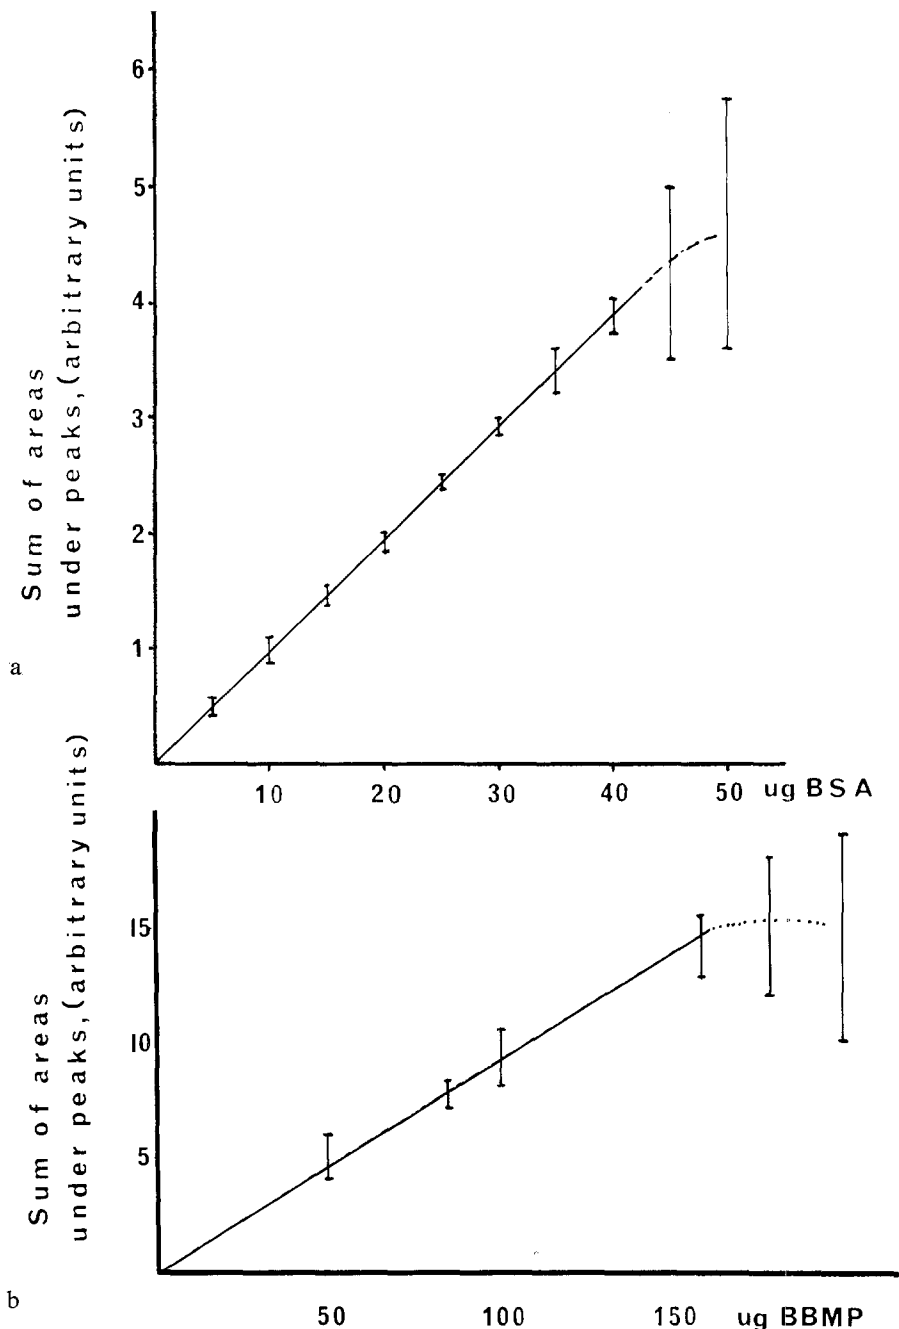 6
5
4
3
2
1
Sum of areas
under peaks, (arbitrary units)
a
10 20 30 40 50 ug BSA
15
10
5
Sum of areas
under peaks, (arbitrary units)
b
50 100 150 ug BBMP